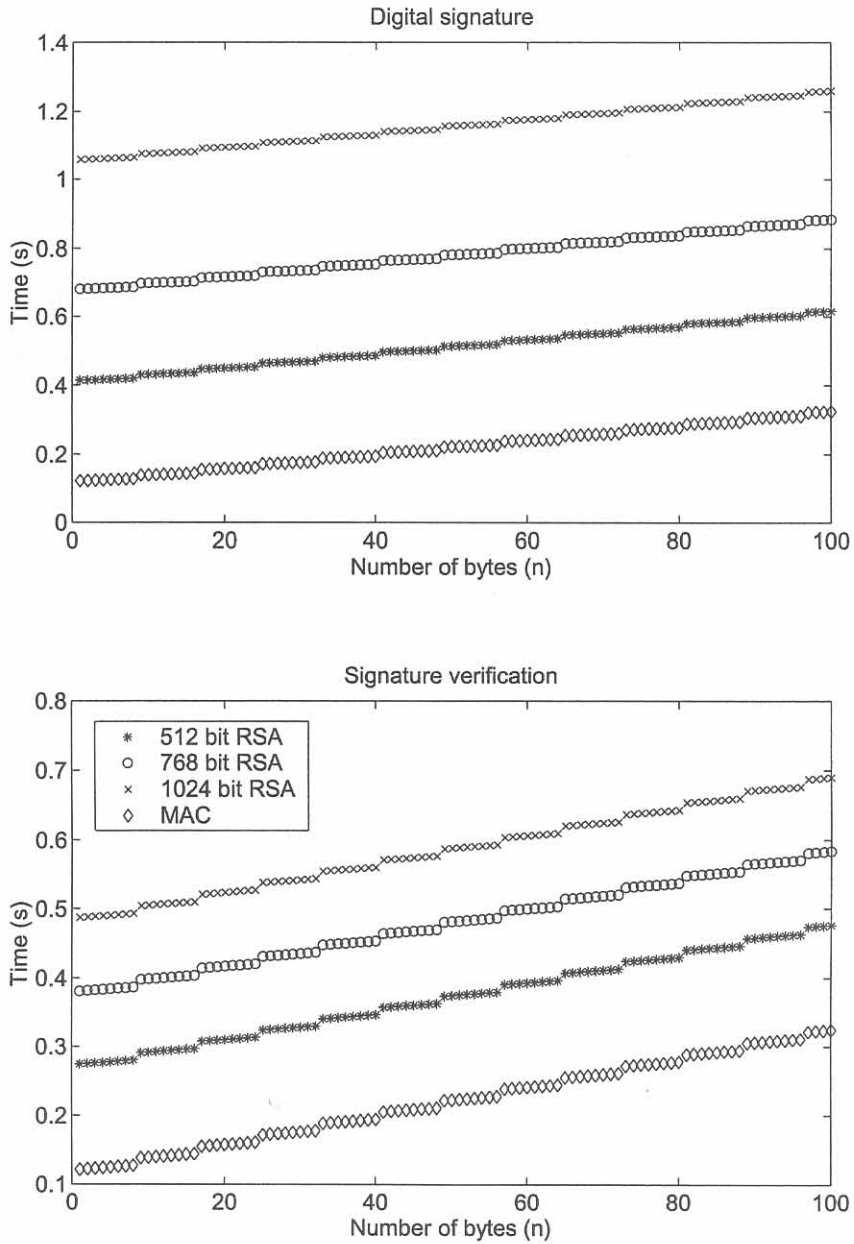 Digital signature
1.4
1.2
1
0.8
0.6
0.4
0.2
0
Time (s)
0 20 40 60 80 100
Number of bytes (n)
Signature verification
0.8
0.7
0.6
0.5
0.4
0.3
0.2
0.1
Time (s)
512 bit RSA
768 bit RSA
1024 bit RSA
MAC
0 20 40 60 80 100
Number of bytes (n)